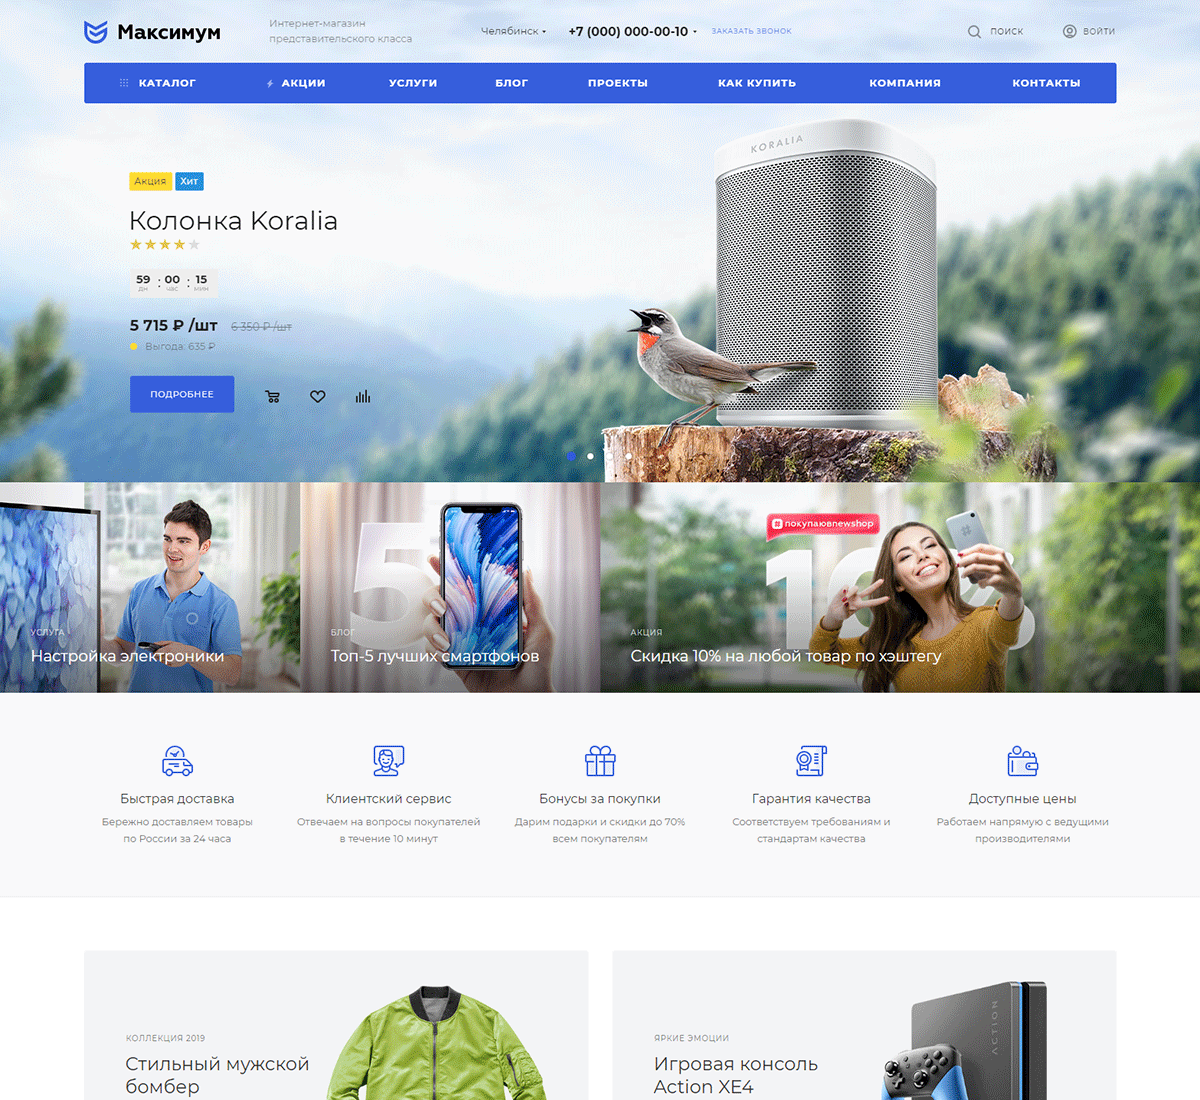 Максимум
Интернет-магазин
представительского класса
Челябинск
+7 (000) 000-00-10
ЗАКАЗАТЬ ЗВОНОК
ПОИСК
ВОЙТИ
КАТАЛОГ
АКЦИИ
УСЛУГИ
БЛОГ
ПРОЕКТЫ
КАК КУПИТЬ
КОМПАНИЯ
КОНТАКТЫ
KORALIA
Акция
Хит
Колонка Koralia
59 : 00 : 15
дн час мин
5 715 ₽ /шт 6 350 ₽ /шт
Выгода: 635 ₽
ПОДРОБНЕЕ
УСЛУГА
Настройка электроники
5
БЛОГ
Топ-5 лучших смартфонов
#покупаювnewshop
10%
АКЦИЯ
Скидка 10% на любой товар по хэштегу
Быстрая доставка
Бережно доставляем товары
по России за 24 часа
Клиентский сервис
Отвечаем на вопросы покупателей
в течение 10 минут
Бонусы за покупки
Дарим подарки и скидки до 70%
всем покупателям
Гарантия качества
Соответствуем требованиям и
стандартам качества
Доступные цены
Работаем напрямую с ведущими
производителями
КОЛЛЕКЦИЯ 2019
Стильный мужской
бомбер
ЯРКИЕ ЭМОЦИИ
Игровая консоль
Action XE4
ACTION